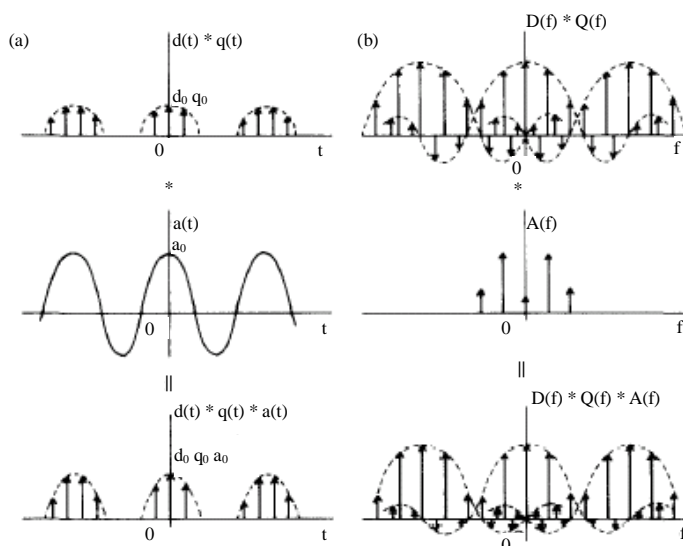 (a)
d(t) * q(t)
d₀ q₀
0
t
*
a(t)
a₀
0
t
||
d(t) * q(t) * a(t)
d₀ q₀ a₀
0
t
(b)
D(f) * Q(f)
0
f
*
A(f)
0
f
||
D(f) * Q(f) * A(f)
0
f